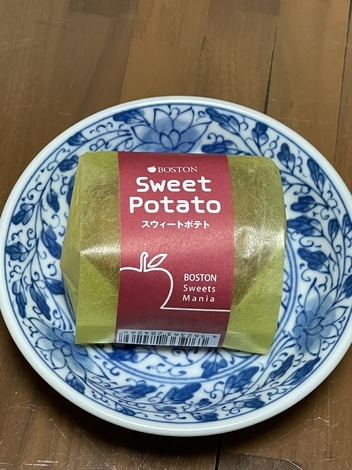 BOSTON
Sweet
Potato
スウィートポテト
BOSTON
Sweets
Mania